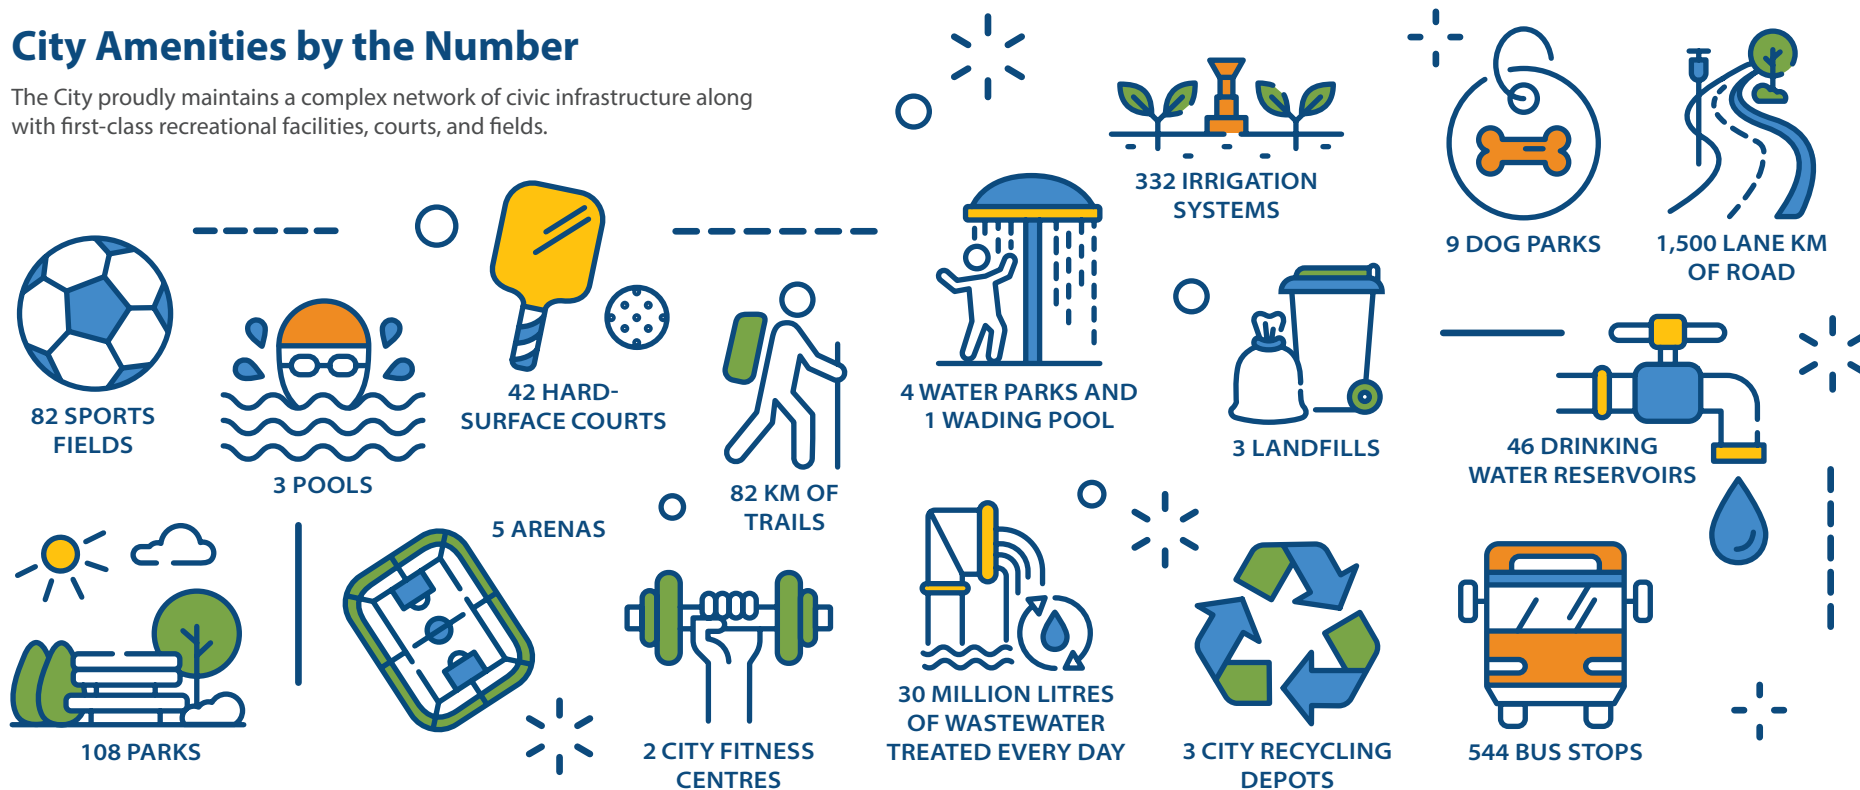 City Amenities by the Number
The City proudly maintains a complex network of civic infrastructure along
with first-class recreational facilities, courts, and fields.
82 SPORTS
FIELDS
3 POOLS
42 HARD-
SURFACE COURTS
82 KM OF
TRAILS
4 WATER PARKS AND
1 WADING POOL
332 IRRIGATION
SYSTEMS
3 LANDFILLS
9 DOG PARKS
1,500 LANE KM
OF ROAD
46 DRINKING
WATER RESERVOIRS
108 PARKS
5 ARENAS
2 CITY FITNESS
CENTRES
30 MILLION LITRES
OF WASTEWATER
TREATED EVERY DAY
3 CITY RECYCLING
DEPOTS
544 BUS STOPS